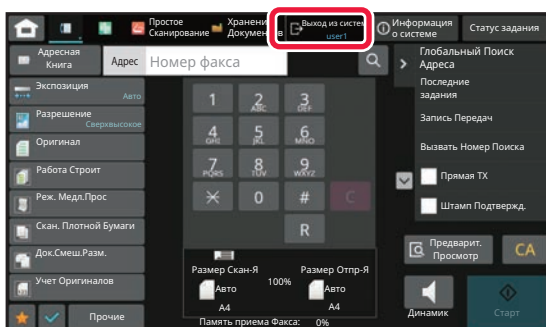 Простое
Сканирование
Хранени
Документов
Выход из систем
user1
Информация
о системе
Статус задания
Адресная
Книга
Адрес
Номер факса
Глобальный Поиск
Адреса
Экспозиция
Авто
Последние
задания
1
2
ABC
3
DEF
Разрешение
Сверхвысокое
Запись Передач
4
GHI
5
JKL
6
MNO
Оригинал
Вызвать Номер Поиска
Работа Строит
7
PQRS
8
TUV
9
WXYZ
Прямая TX
Реж. Медл.Прос
0
#
C
Штамп Подтвержд.
Скан. Плотной Бумаги
R
Док.Смеш.Разм.
Предварит.
Просмотр
CA
Размер Скан-Я
Размер Отпр-Я
Учет Оригиналов
Авто
100%
Авто
A4
A4
Прочие
Память приема Факса: 0%
Динамик
Старт